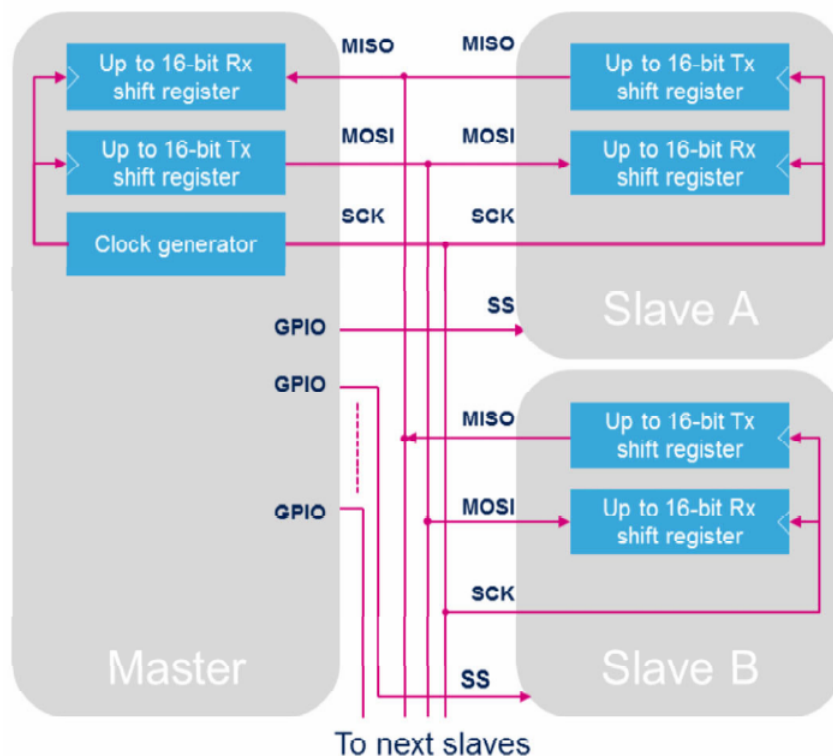 MISO
MISO
Up to 16-bit Rx
shift register
Up to 16-bit Tx
shift register
MOSI
MOSI
Up to 16-bit Tx
shift register
Up to 16-bit Rx
shift register
SCK
SCK
Clock generator
SS
Slave A
GPIO
GPIO
MISO
Up to 16-bit Tx
shift register
GPIO
MOSI
Up to 16-bit Rx
shift register
SCK
Master
SS
Slave B
To next slaves